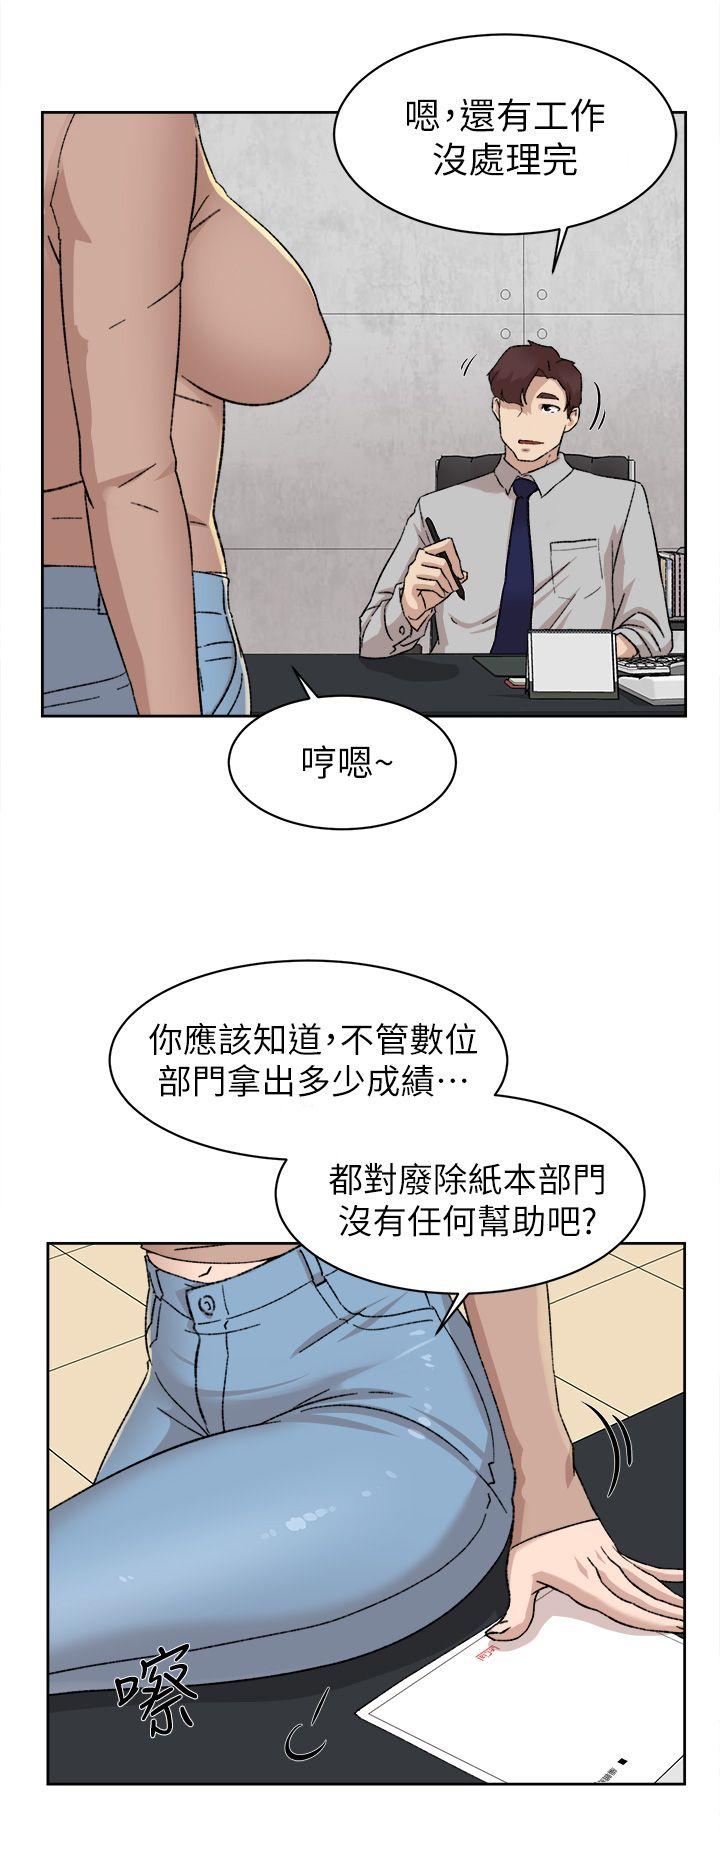 嗯，還有工作
沒處理完
哼嗯~
你應該知道，不管數位
部門拿出多少成績…
都對廢除紙本部門
沒有任何幫助吧?
嚓